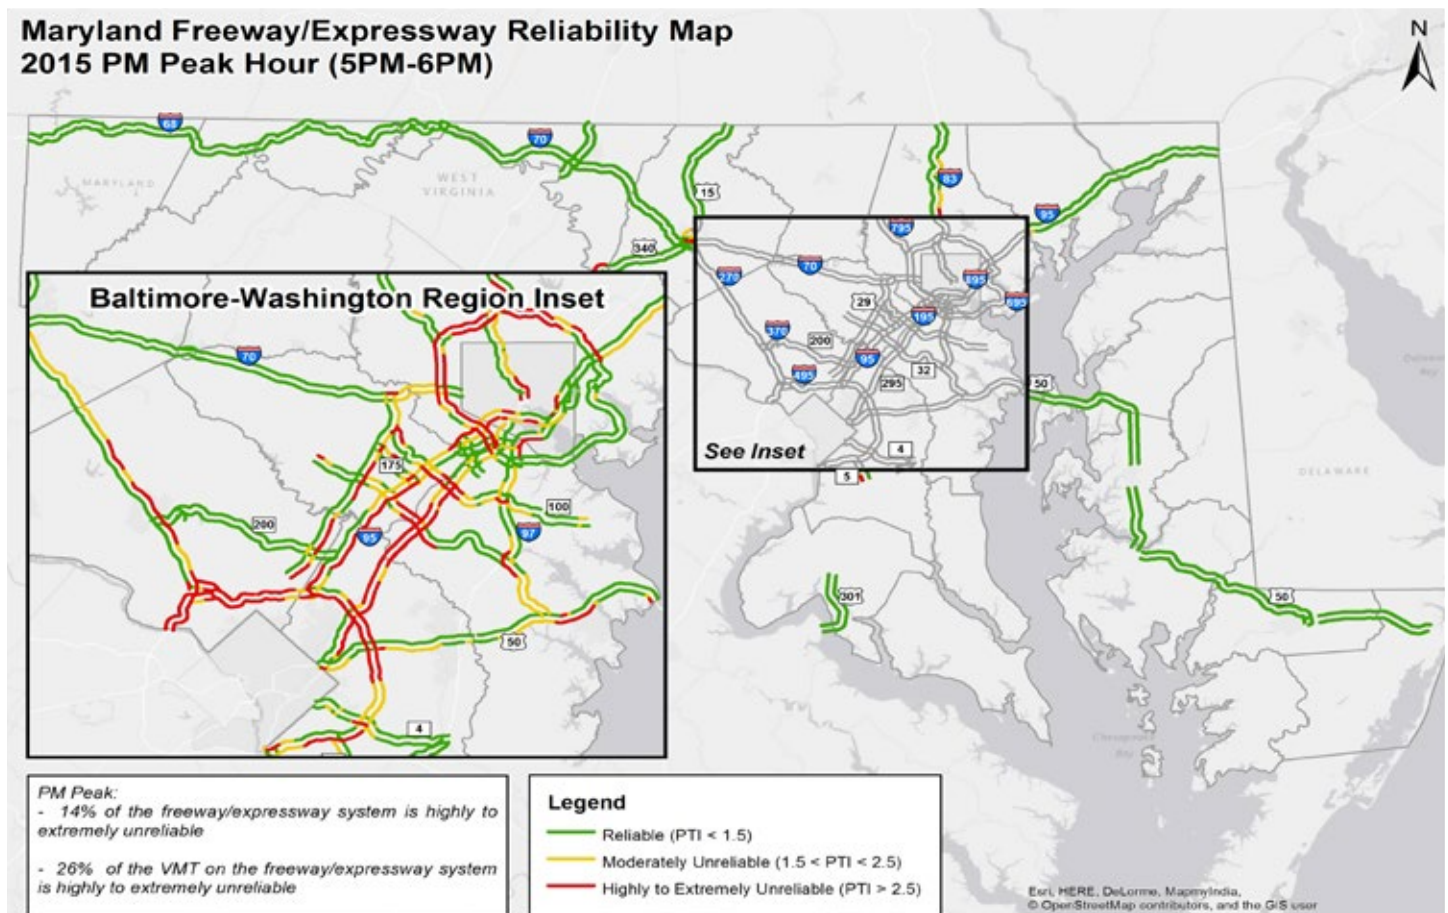 Maryland Freeway/Expressway Reliability Map
2015 PM Peak Hour (5PM-6PM)
N
68
70
15
83
95
MARYLAND
WEST
VIRGINIA
340
795
270
70
895
695
29
195
370
200
95
32
495
295
50
See Inset
4
5
DELAWARE
301
50
Chesapeake
Bay
Baltimore-Washington Region Inset
70
175
200
95
100
97
50
4
PM Peak:
- 14% of the freeway/expressway system is highly to
extremely unreliable
- 26% of the VMT on the freeway/expressway system
is highly to extremely unreliable
Legend
Reliable (PTI < 1.5)
Moderately Unreliable (1.5 < PTI < 2.5)
Highly to Extremely Unreliable (PTI > 2.5)
Esri, HERE, DeLorme, MapmyIndia,
© OpenStreetMap contributors, and the GIS user